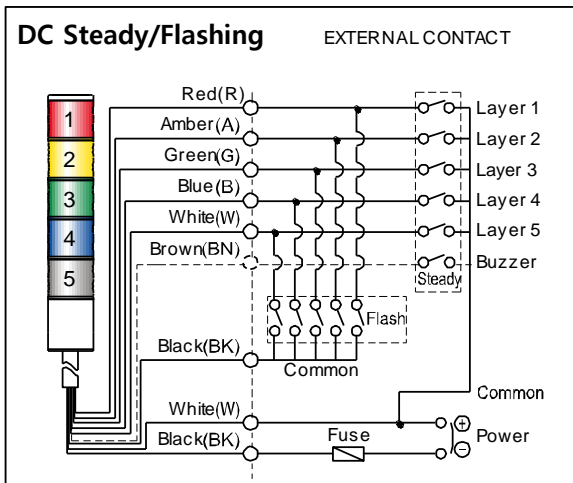 DC Steady/Flashing
EXTERNAL CONTACT
Red(R)
Layer 1
Amber(A)
Layer 2
Green(G)
Layer 3
Blue(B)
Layer 4
White(W)
Layer 5
Brown(BN)
Buzzer
Steady
1
2
3
4
5
Flash
Black(BK)
Common
Common
White(W)
Black(BK)
Fuse
+
Power
−